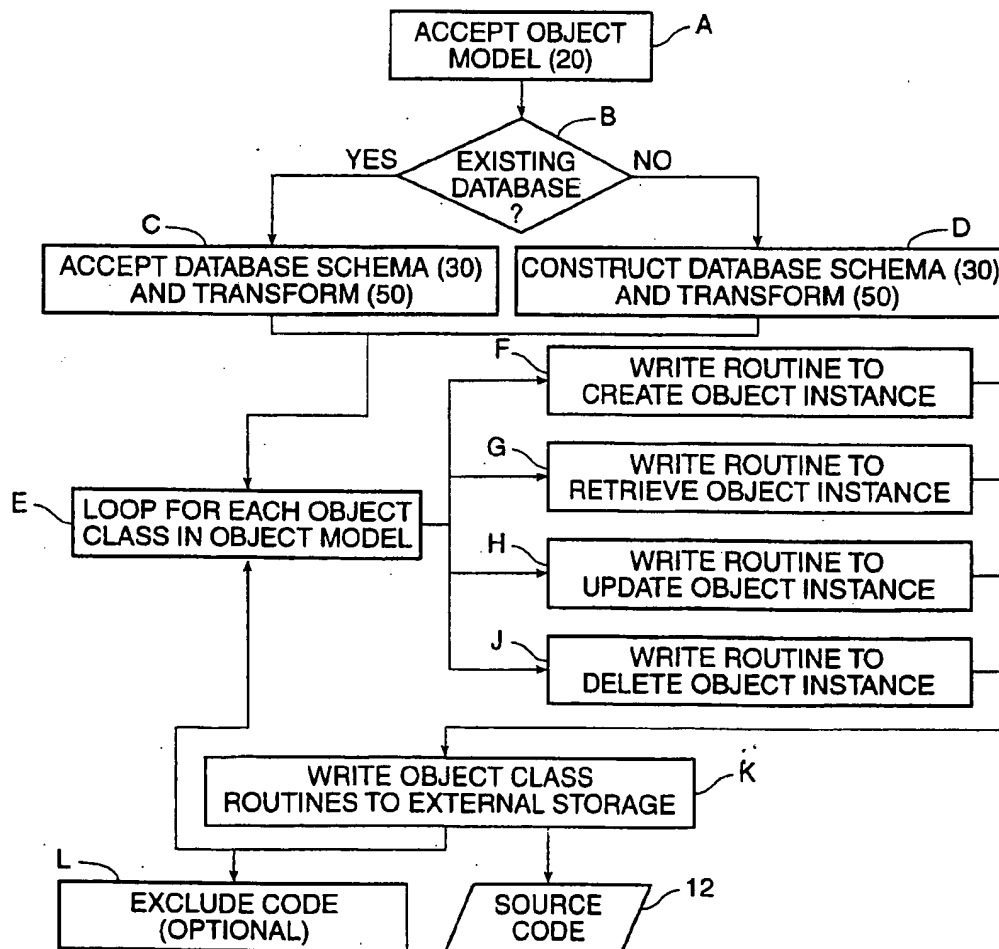 ACCEPT OBJECT
MODEL (20)
A
B
YES
EXISTING
DATABASE
?
NO
C
ACCEPT DATABASE SCHEMA (30)
AND TRANSFORM (50)
D
CONSTRUCT DATABASE SCHEMA (30)
AND TRANSFORM (50)
F
WRITE ROUTINE TO
CREATE OBJECT INSTANCE
G
WRITE ROUTINE TO
RETRIEVE OBJECT INSTANCE
E
LOOP FOR EACH OBJECT
CLASS IN OBJECT MODEL
H
WRITE ROUTINE TO
UPDATE OBJECT INSTANCE
J
WRITE ROUTINE TO
DELETE OBJECT INSTANCE
WRITE OBJECT CLASS
ROUTINES TO EXTERNAL STORAGE
K
L
EXCLUDE CODE
(OPTIONAL)
SOURCE
CODE
12